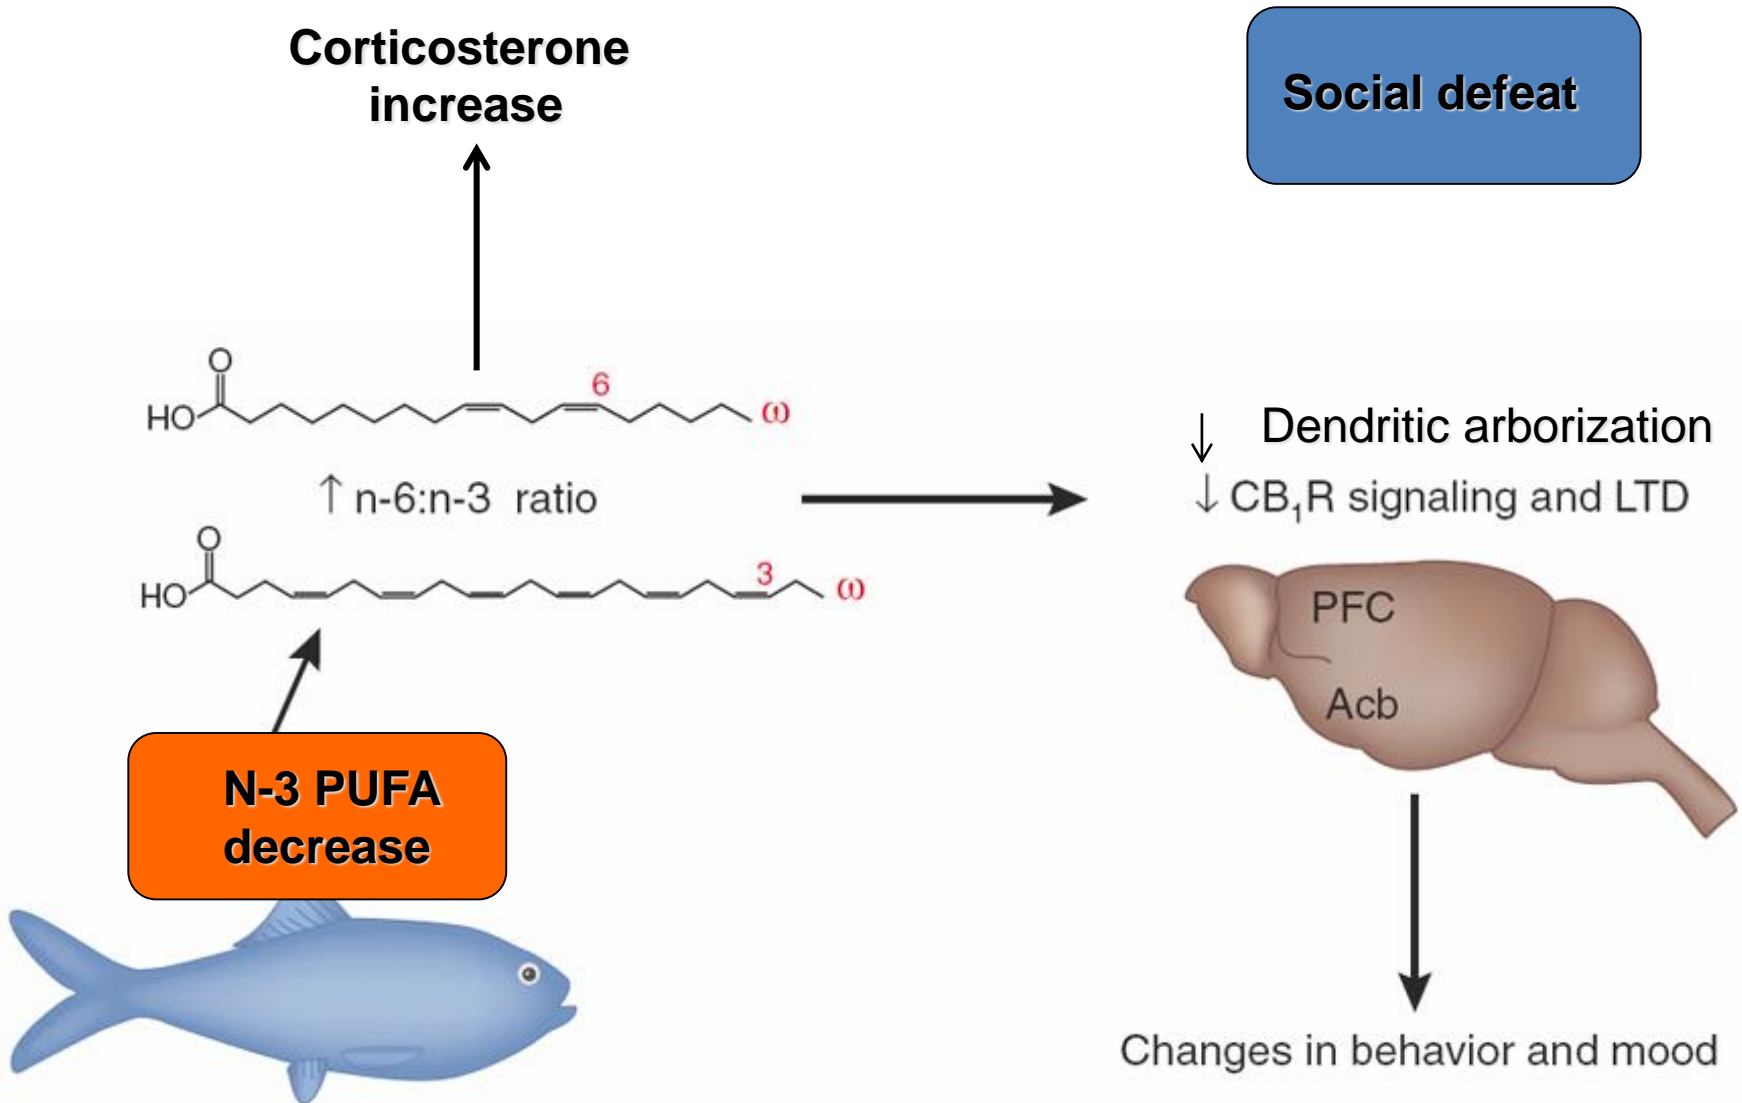 Corticosterone
increase
Social defeat
O
HO
6
ω
↑ n-6:n-3 ratio
O
HO
3
ω
↓ Dendritic arborization
↓ CB₁R signaling and LTD
PFC
Acb
N-3 PUFA
decrease
Changes in behavior and mood